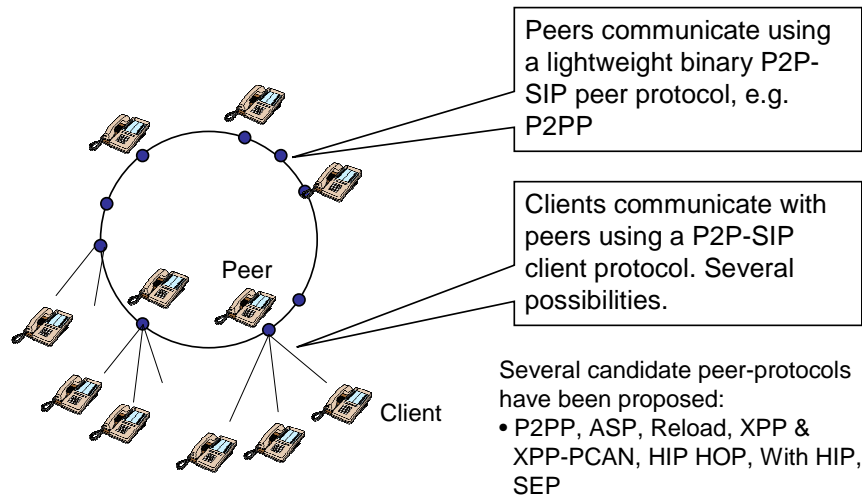 Peers communicate using
a lightweight binary P2P-
SIP peer protocol, e.g.
P2PP
Clients communicate with
peers using a P2P-SIP
client protocol. Several
possibilities.
Peer
Client
Several candidate peer-protocols
have been proposed:
• P2PP, ASP, Reload, XPP &
XPP-PCAN, HIP HOP, With HIP,
SEP